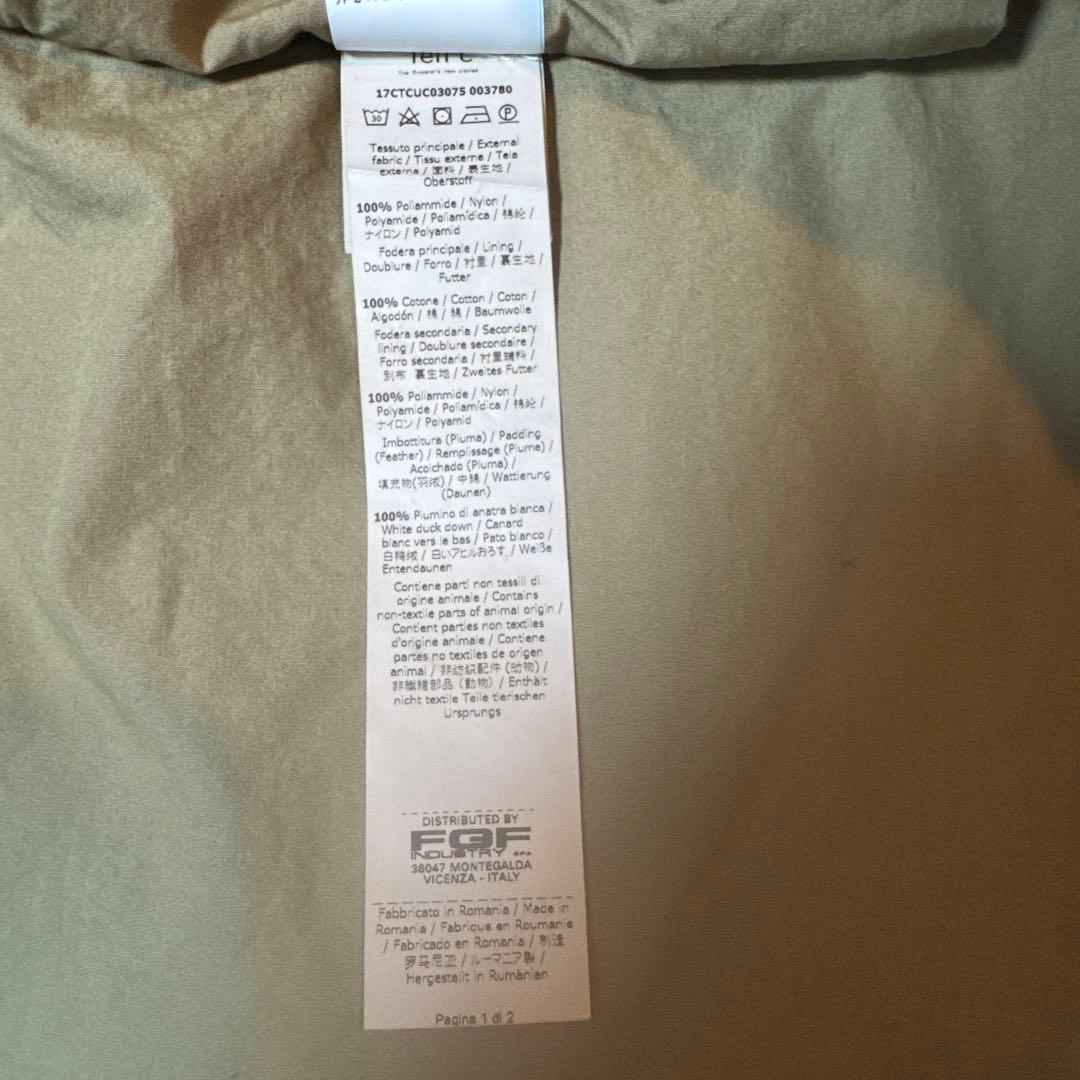 Ten C
The Emperor's new clothes
17CTCUC03075 003780
30
P
Tessuto principale / External
fabric / Tissu externe / Tela
externa / 面料 / 裏生地 /
Oberstoff
100% Poliammide / Nylon /
Polyamide / Poliamídica / 锦纶 /
ナイロン / Polyamid
Fodera principale / Lining /
Doublure / Forro / 衬里 / 裏生地 /
Futter
100% Cotone / Cotton / Coton /
Algodón / 棉 / 綿 / Baumwolle
Fodera secondaria / Secondary
lining / Doublure secondaire /
Forro secondaria / 衬里辅料 /
別布 裏生地 / Zweites Futter
100% Poliammide / Nylon /
Polyamide / Poliamídica / 锦纶 /
ナイロン / Polyamid
Imbottitura (Piuma) / Padding
(Feather) / Remplissage (Plume) /
Acolchado (Pluma) /
填充物(羽绒) / 中綿 / Wattierung
(Daunen)
100% Piumino di anatra bianca /
White duck down / Canard
blanc vers le bas / Pato blanco /
白鸭绒 / 白いアヒルおろす / Weiße
Entendaunen
Contiene parti non tessili di
origine animale / Contains
non-textile parts of animal origin /
Contient parties non textiles
d'origine animale / Contiene
partes no textiles de origen
animal / 非纺织配件 (动物) /
非繊維部品 (動物) / Enthält
nicht textile Teile tierischen
Ursprungs
DISTRIBUTED BY
FGF
INDUSTRY SPA
36047 MONTEGALDA
VICENZA - ITALY
Fabbricato in Romania / Made in
Romania / Fabrique en Roumanie
/ Fabricado en Romania / 制造
罗马尼亚 / ルーマニア製 /
Hergestellt in Rumänien
Pagina 1 di 2